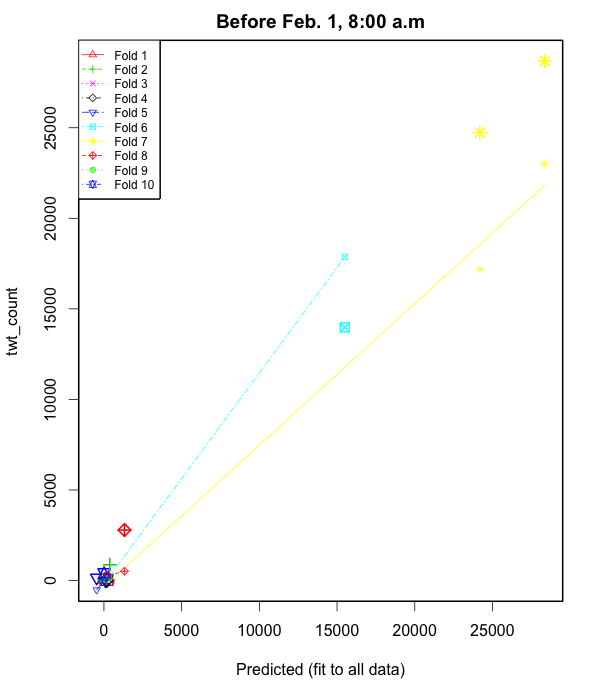 Before Feb. 1, 8:00 a.m
Fold 1
Fold 2
Fold 3
Fold 4
Fold 5
Fold 6
Fold 7
Fold 8
Fold 9
Fold 10
twt_count
25000
20000
15000
10000
5000
0
0 5000 10000 15000 20000 25000
Predicted (fit to all data)